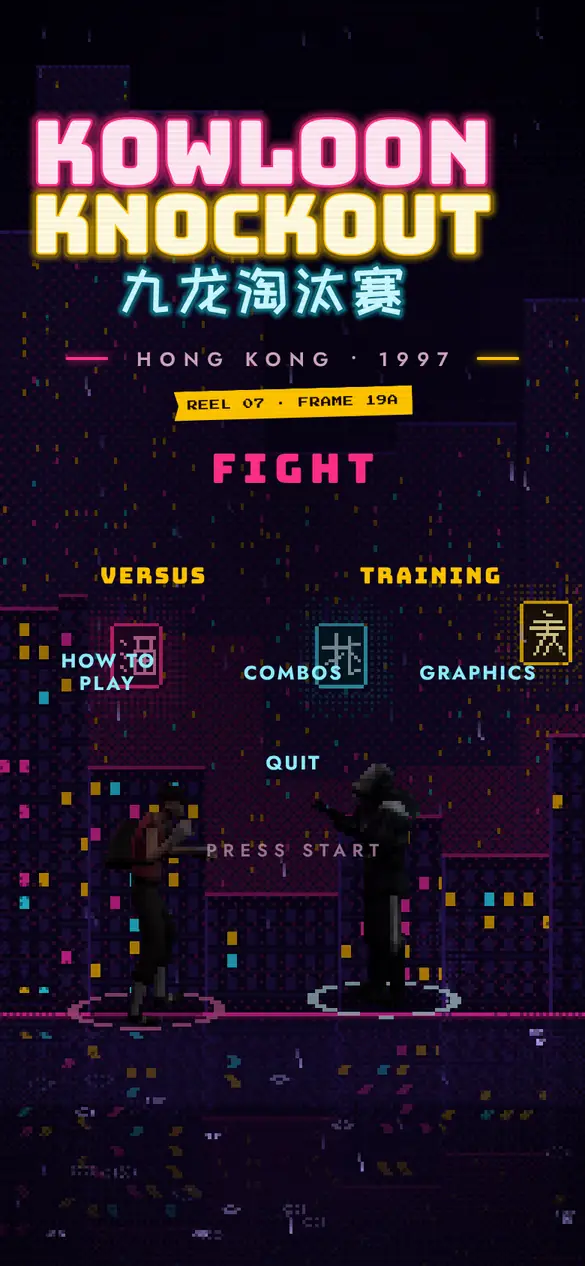 KOWLOON
KNOCKOUT
九龙淘汰赛
HONG KONG · 1997
REEL 07 · FRAME 19A
FIGHT
VERSUS
TRAINING
HOW TO
PLAY
COMBOS
GRAPHICS
QUIT
PRESS START